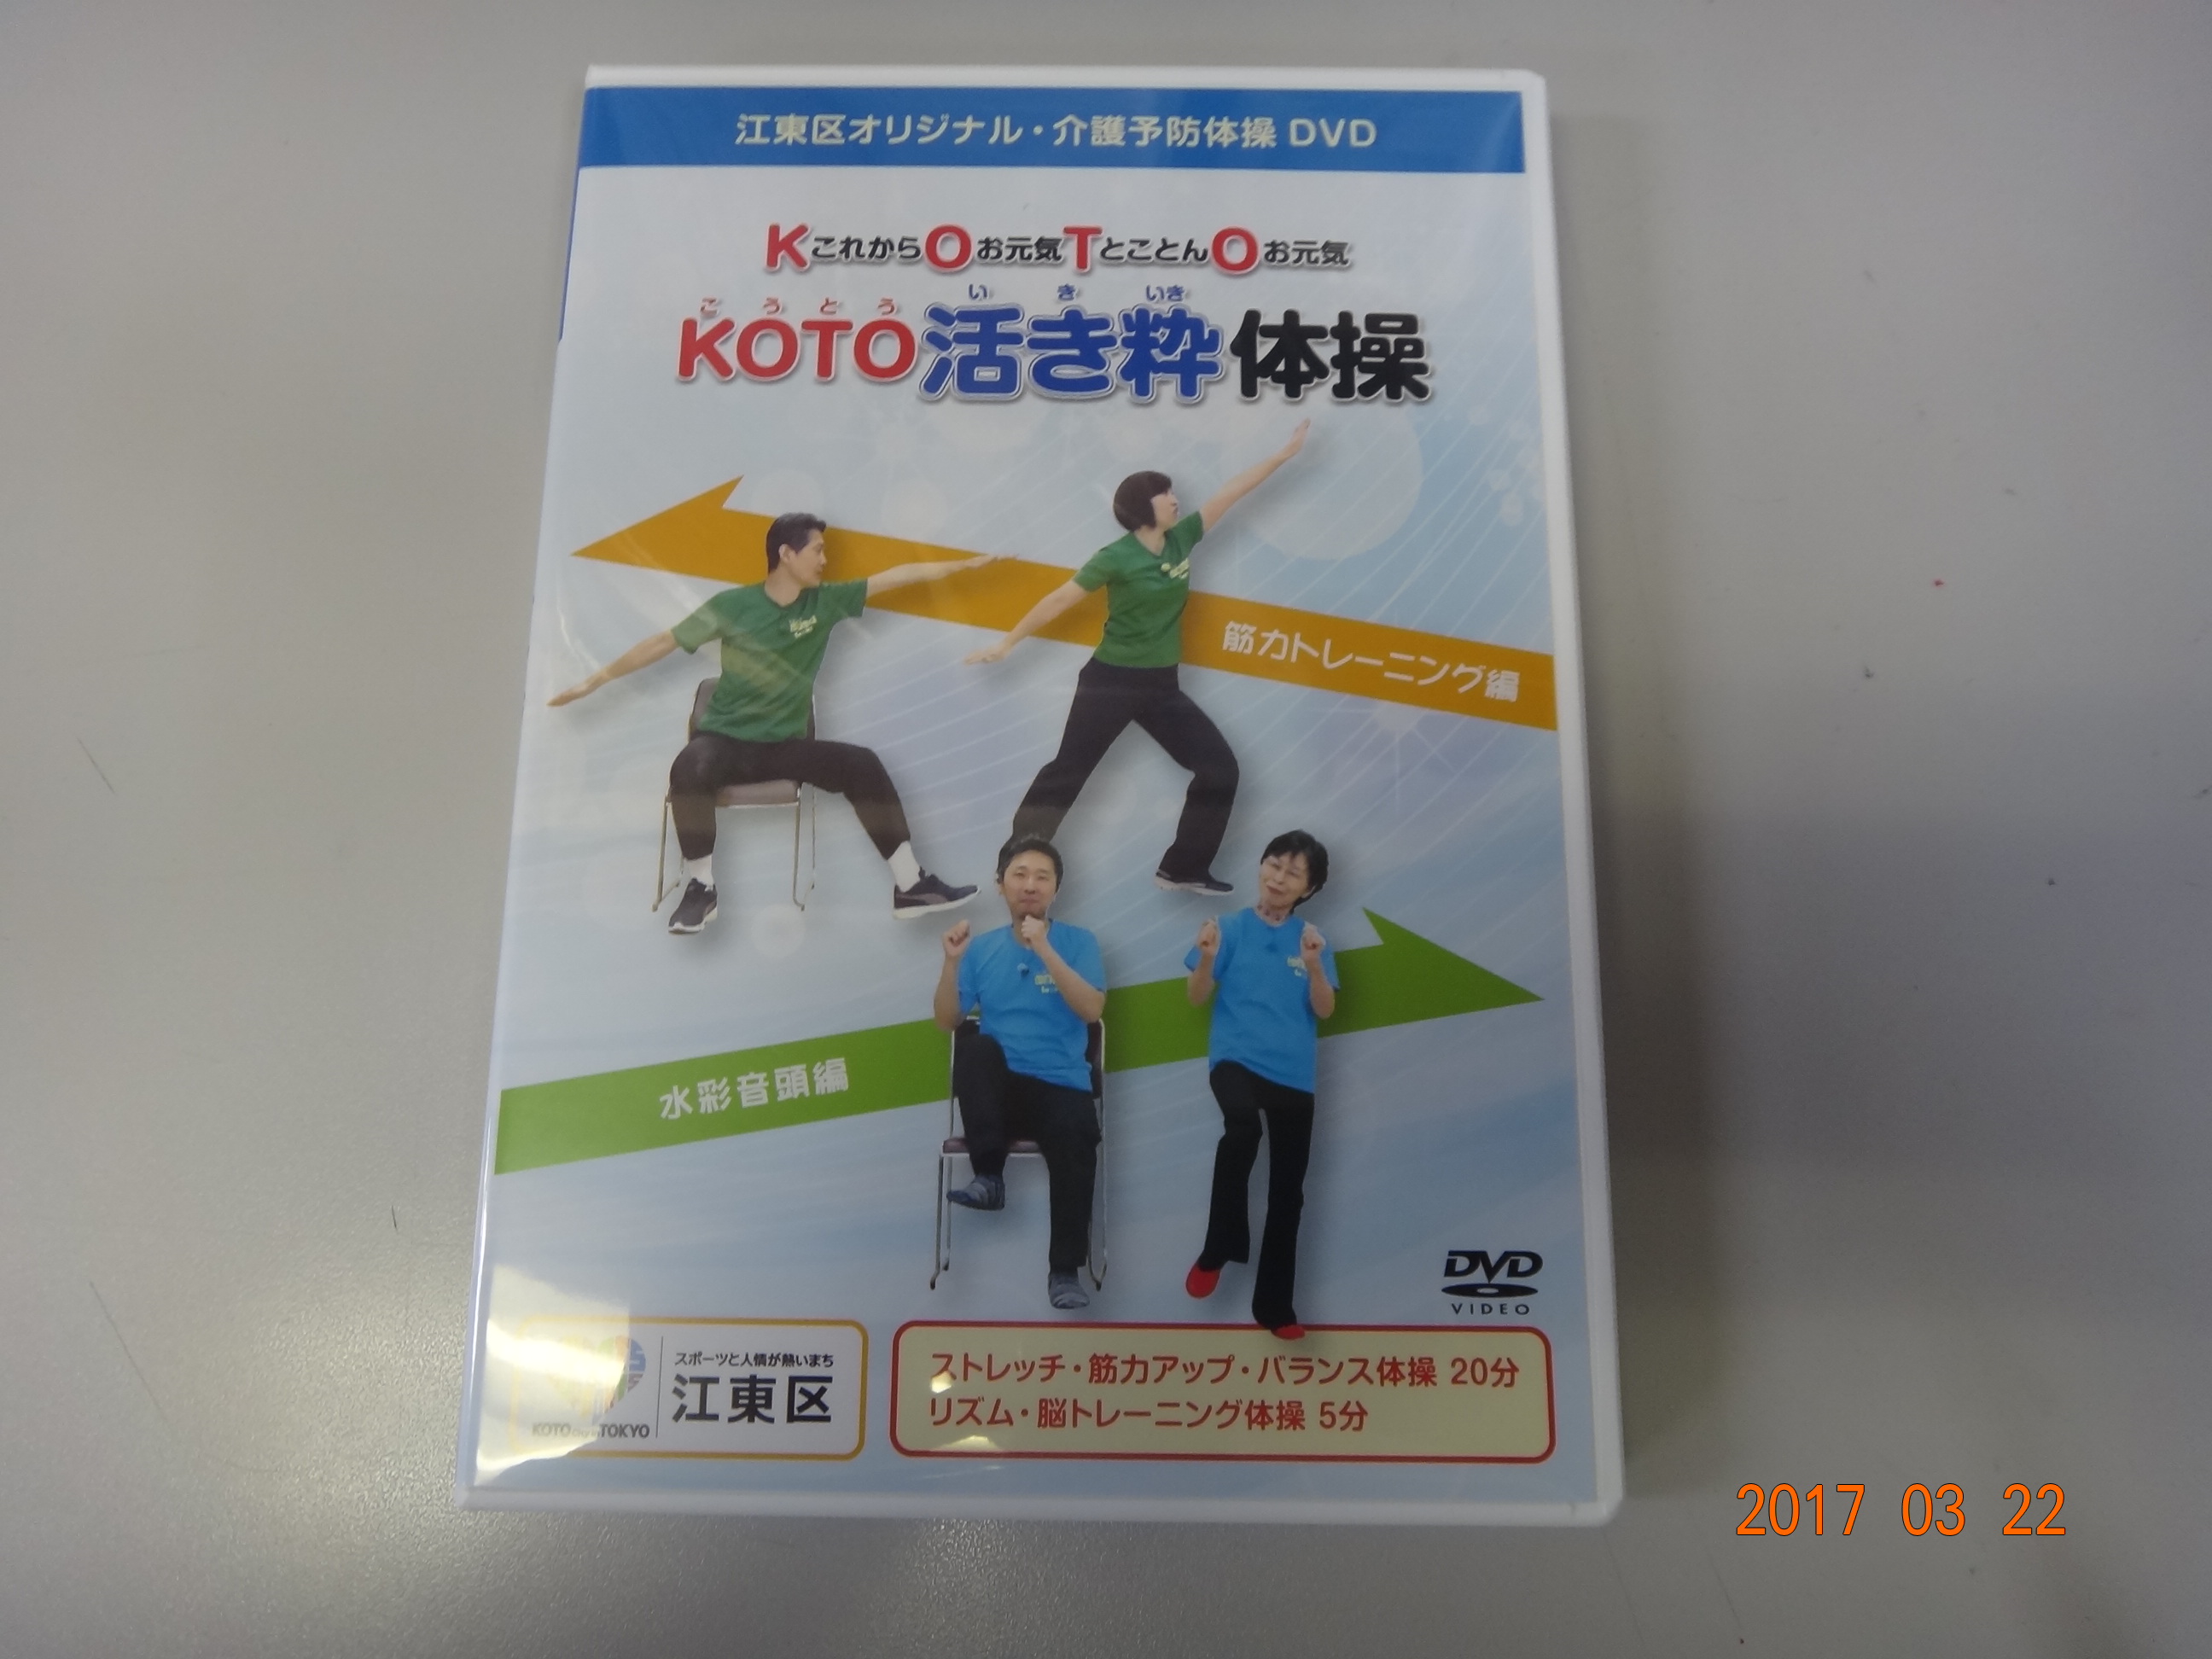 江東区オリジナル・介護予防体操 DVD
KこれからOお元気TとことんOお元気
こうとう いきいき
KOTO活き粋体操
筋力トレーニング編
水彩音頭編
DVD
VIDEO
スポーツと人情が熱いまち
江東区
KOTO TOKYO
ストレッチ・筋力アップ・バランス体操 20分
リズム・脳トレーニング体操 5分
2017 03 22